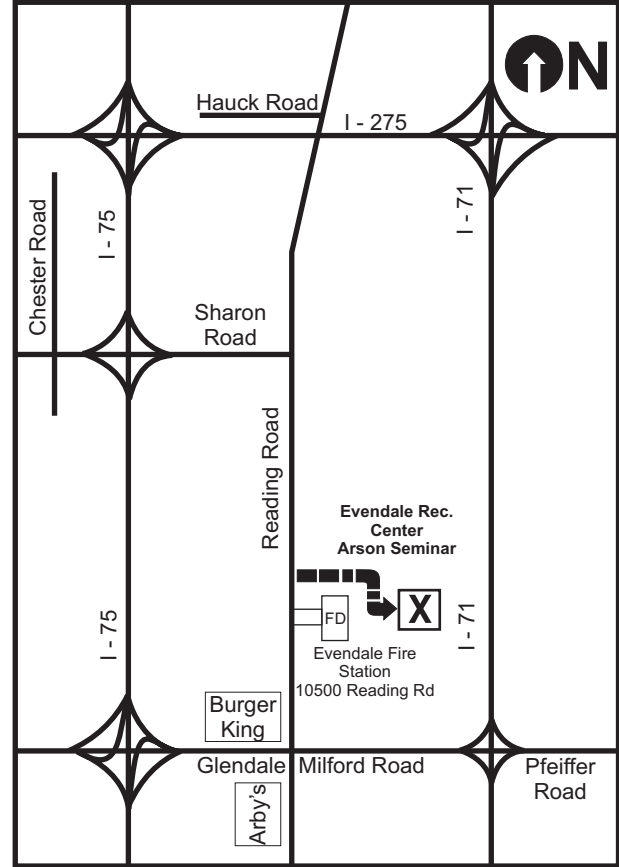 N
Hauck Road
I - 275
Chester Road
I - 75
I - 71
Sharon
Road
Reading Road
Evendale Rec.
Center
Arson Seminar
X
FD
I - 75
I - 71
Evendale Fire
Station
10500 Reading Rd
Burger
King
Glendale Milford Road
Pfeiffer
Road
Arby's